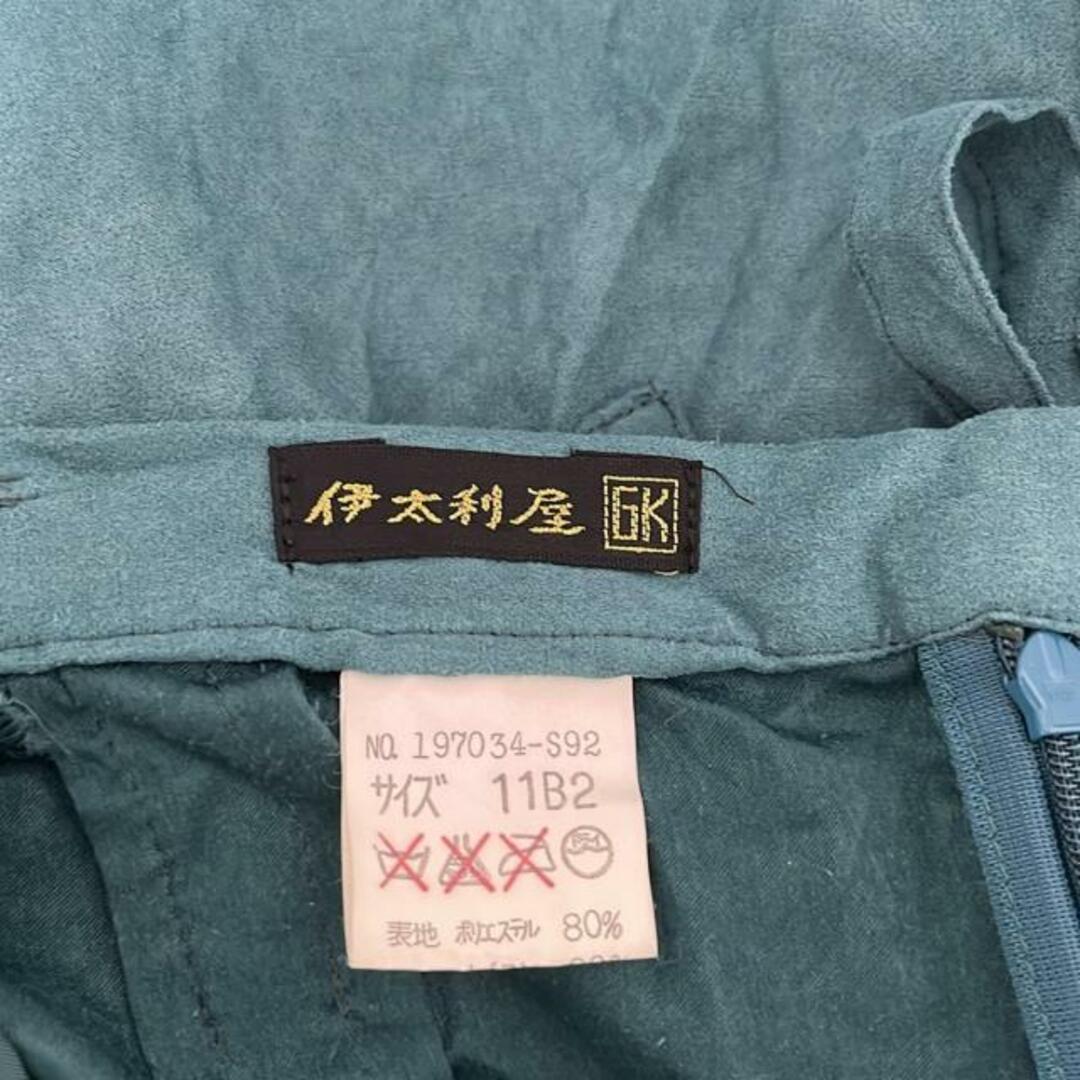 伊太利屋 GK
NO. 197034-S92
サイズ 11B2
表地 ポリエステル 80%